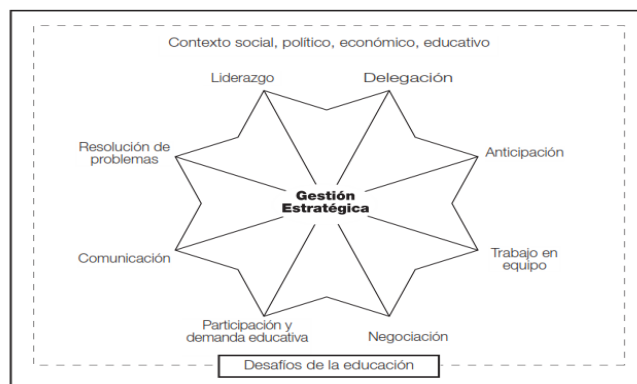 Contexto social, político, económico, educativo
Liderazgo
Delegación
Resolución de
problemas
Anticipación
Gestión
Estratégica
Comunicación
Trabajo en
equipo
Participación y
demanda educativa
Negociación
Desafíos de la educación